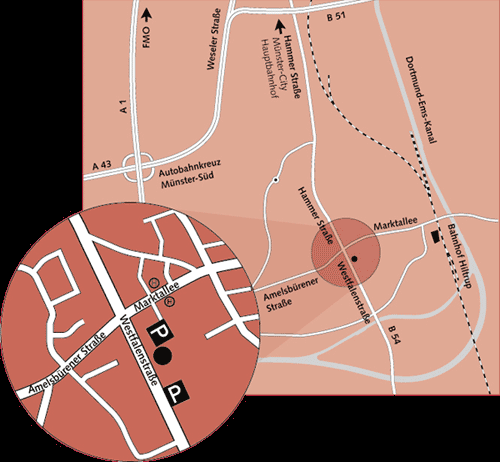 FMO
Weseler Straße
Hammer Straße
Münster-City
Hauptbahnhof
B 51
A 1
Dortmund-Ems-Kanal
A 43
Autobahnkreuz
Münster-Süd
Hammer Straße
Marktallee
Bahnhof Hiltrup
Amelsbürener
Straße
Westfalenstraße
B 54
Marktallee
Amelsbürener Straße
Westfalenstraße
P
P